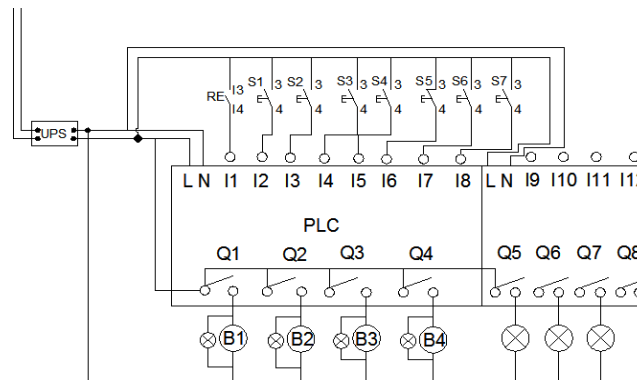 I3 S1 3 S2 3 S3 3 S4 3 S5 3 S6 3 S7 3
RE I4 4 4 4 4 4 4 4
UPS
L N I1 I2 I3 I4 I5 I6 I7 I8 L N I9 I10 I11 I12
PLC
Q1 Q2 Q3 Q4 Q5 Q6 Q7 Q8
B1 B2 B3 B4